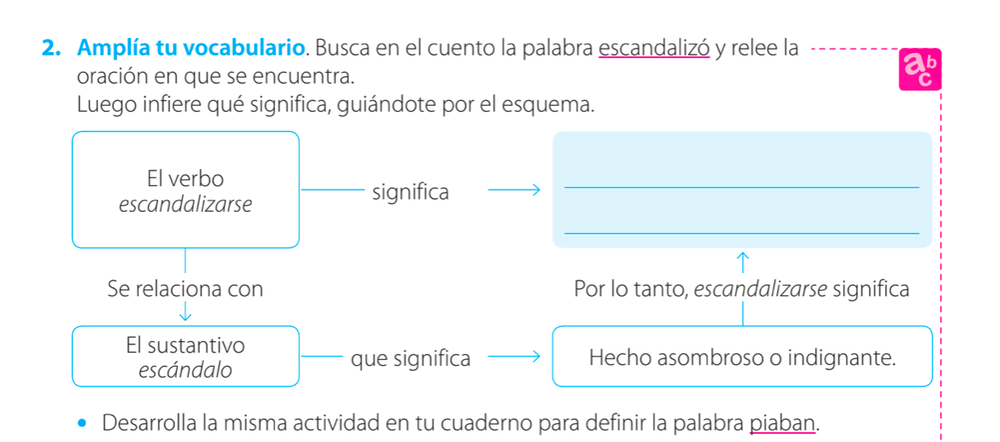 2. Amplía tu vocabulario. Busca en el cuento la palabra escandalizó y relee la
oración en que se encuentra.
Luego infiere qué significa, guiándote por el esquema.
a b c
El verbo
escandalizarse
significa
Se relaciona con
Por lo tanto, escandalizarse significa
El sustantivo
escándalo
que significa
Hecho asombroso o indignante.
• Desarrolla la misma actividad en tu cuaderno para definir la palabra piaban.